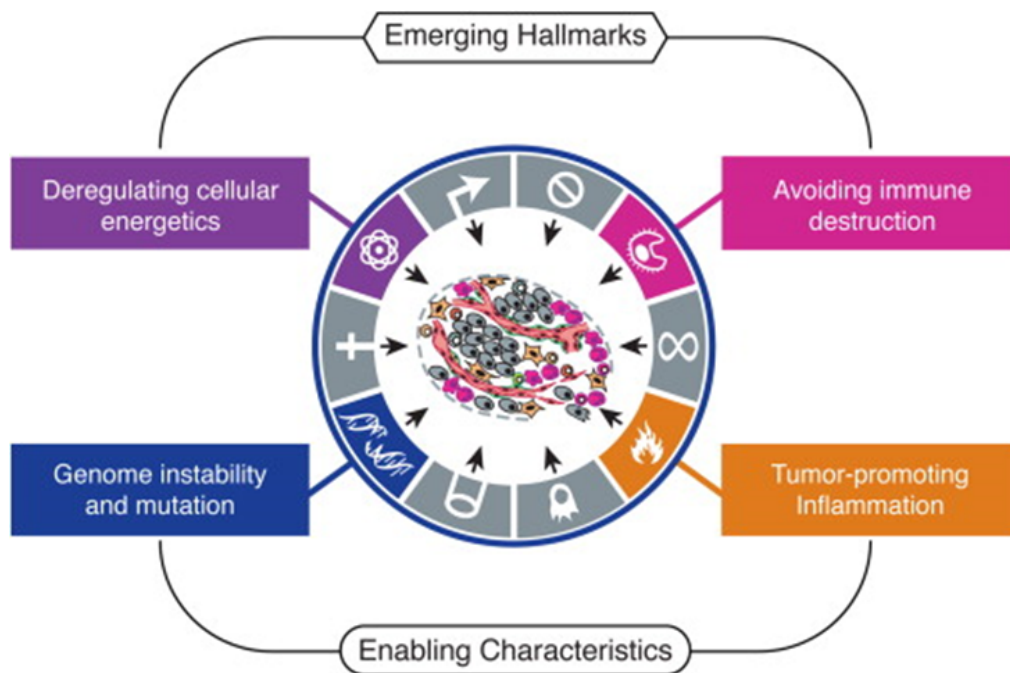 Emerging Hallmarks
Deregulating cellular
energetics
Avoiding immune
destruction
Genome instability
and mutation
Tumor-promoting
Inflammation
Enabling Characteristics